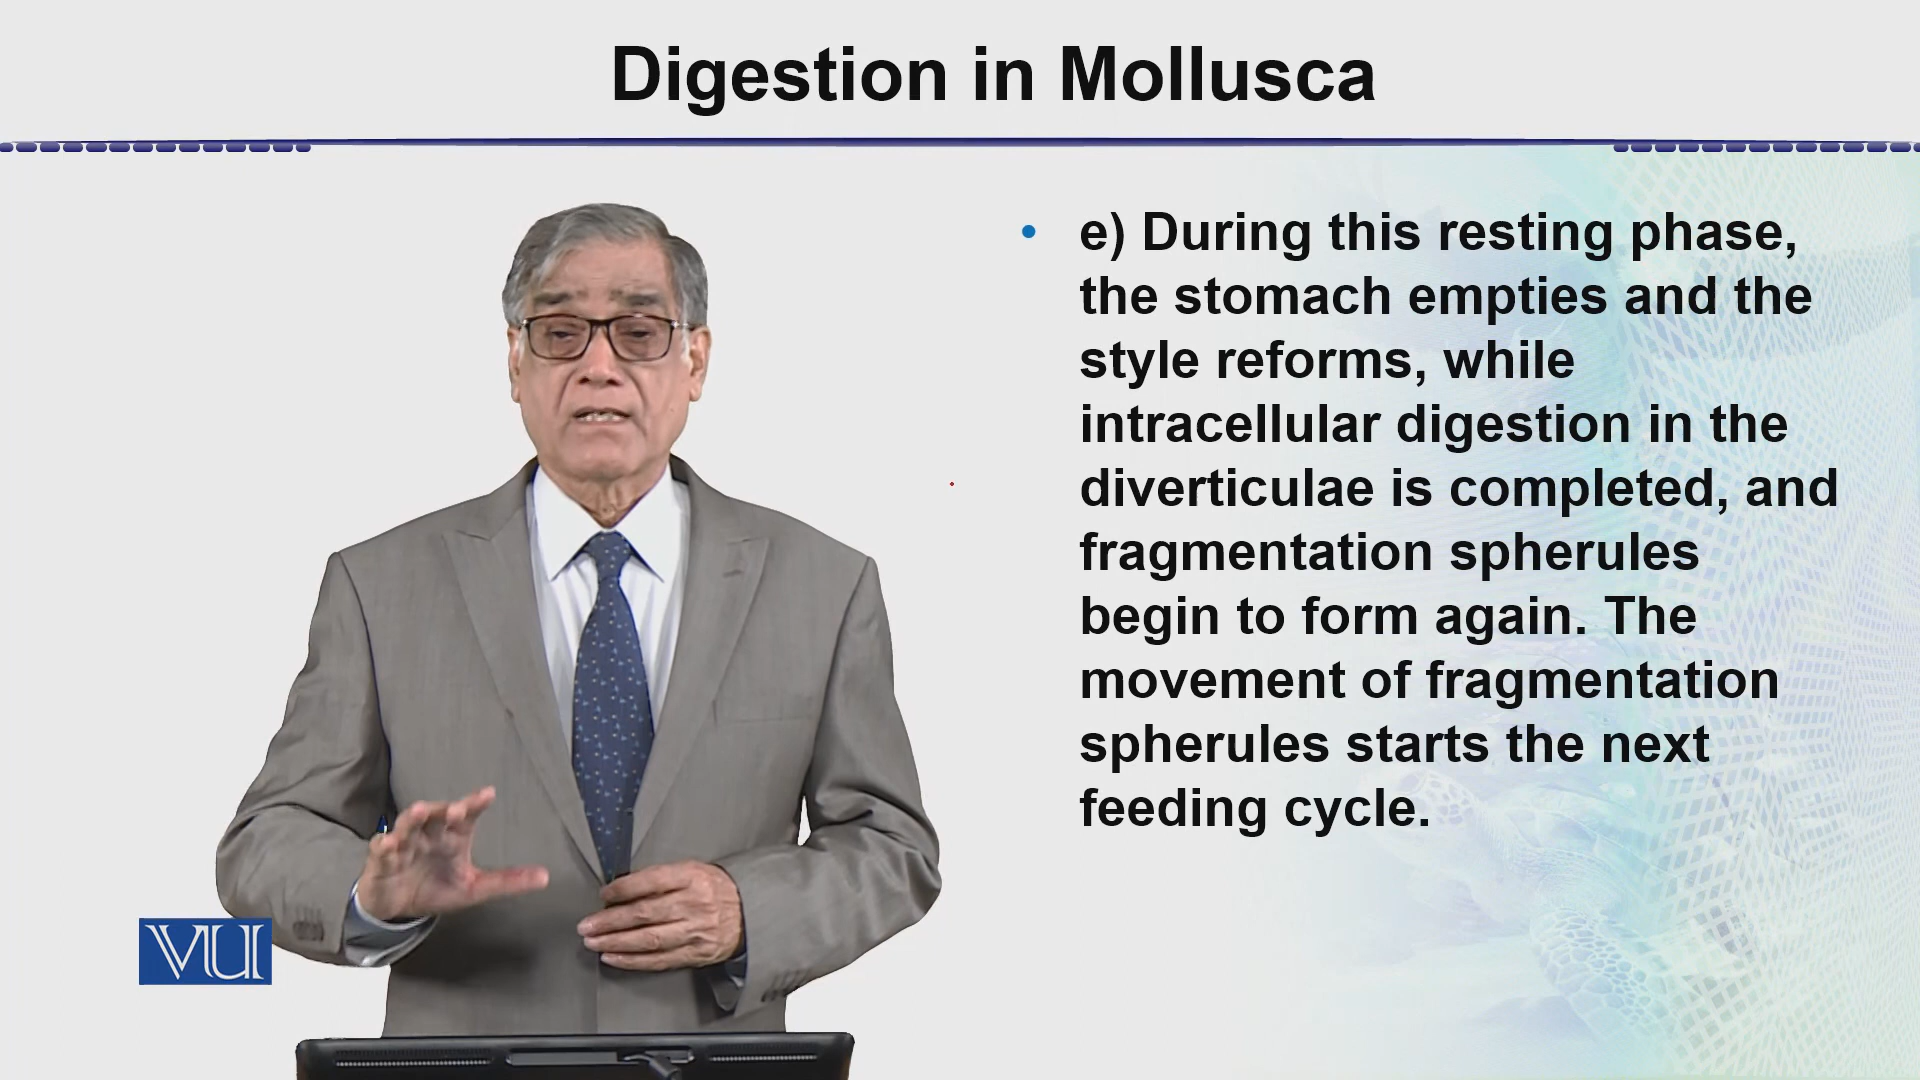 Digestion in Mollusca
• e) During this resting phase,
the stomach empties and the
style reforms, while
intracellular digestion in the
diverticulae is completed, and
fragmentation spherules
begin to form again. The
movement of fragmentation
spherules starts the next
feeding cycle.
VU